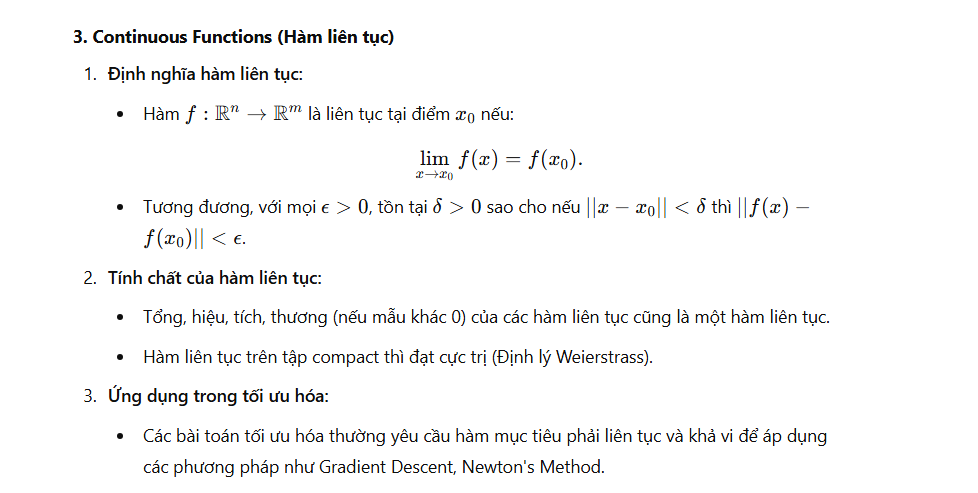 3. Continuous Functions (Hàm liên tục)
1. Định nghĩa hàm liên tục:
• Hàm f : ℝⁿ → ℝᵐ là liên tục tại điểm x₀ nếu:
lim f(x) = f(x₀).
x→x₀
• Tương đương, với mọi ϵ > 0, tồn tại δ > 0 sao cho nếu ||x − x₀|| < δ thì ||f(x) −
f(x₀)|| < ϵ.
2. Tính chất của hàm liên tục:
• Tổng, hiệu, tích, thương (nếu mẫu khác 0) của các hàm liên tục cũng là một hàm liên tục.
• Hàm liên tục trên tập compact thì đạt cực trị (Định lý Weierstrass).
3. Ứng dụng trong tối ưu hóa:
• Các bài toán tối ưu hóa thường yêu cầu hàm mục tiêu phải liên tục và khả vi để áp dụng
các phương pháp như Gradient Descent, Newton's Method.